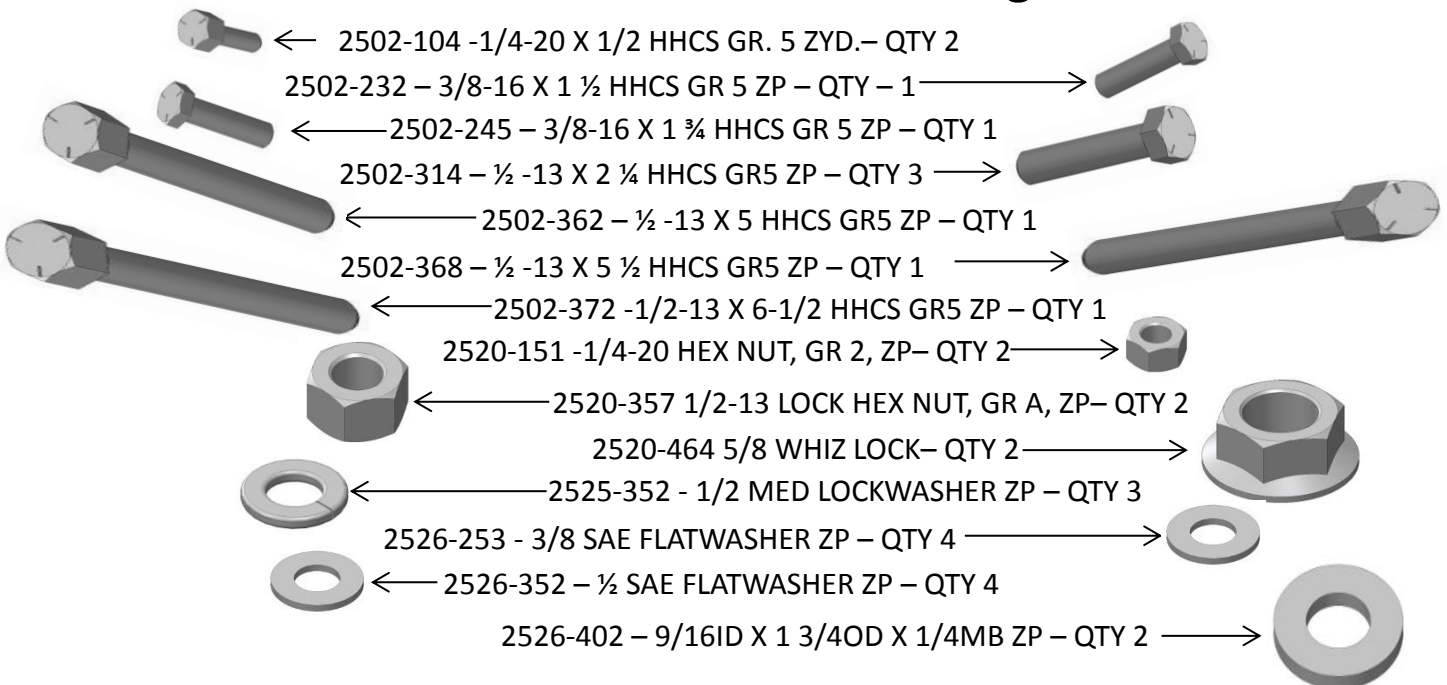 2502-104 -1/4-20 X 1/2 HHCS GR. 5 ZYD.– QTY 2
2502-232 – 3/8-16 X 1 ½ HHCS GR 5 ZP – QTY – 1
2502-245 – 3/8-16 X 1 ¾ HHCS GR 5 ZP – QTY 1
2502-314 – ½ -13 X 2 ¼ HHCS GR5 ZP – QTY 3
2502-362 – ½ -13 X 5 HHCS GR5 ZP – QTY 1
2502-368 – ½ -13 X 5 ½ HHCS GR5 ZP – QTY 1
2502-372 -1/2-13 X 6-1/2 HHCS GR5 ZP – QTY 1
2520-151 -1/4-20 HEX NUT, GR 2, ZP– QTY 2
2520-357 1/2-13 LOCK HEX NUT, GR A, ZP– QTY 2
2520-464 5/8 WHIZ LOCK– QTY 2
2525-352 - 1/2 MED LOCKWASHER ZP – QTY 3
2526-253 - 3/8 SAE FLATWASHER ZP – QTY 4
2526-352 – ½ SAE FLATWASHER ZP – QTY 4
2526-402 – 9/16ID X 1 3/4OD X 1/4MB ZP – QTY 2